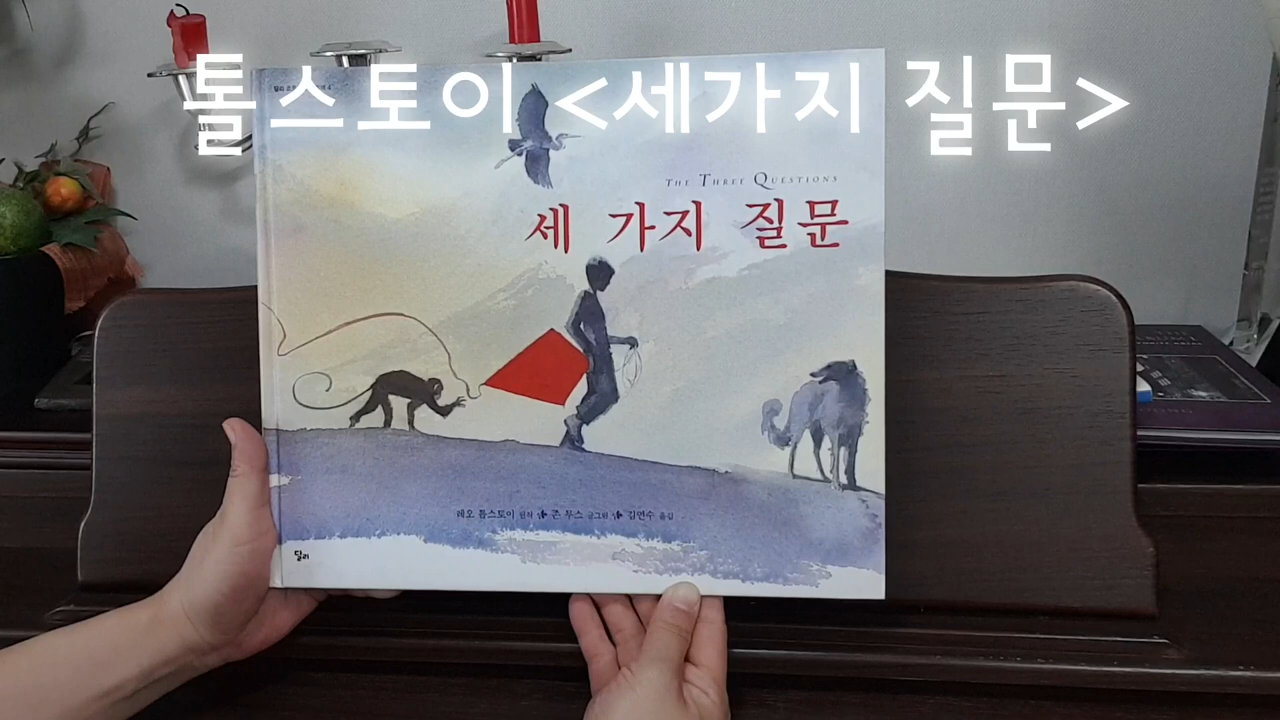 톨스토이 <세가지 질문>
THE THREE QUESTIONS
세 가지 질문
레오 톨스토이 원작 존 무스 글그림 김연수 옮김
달리